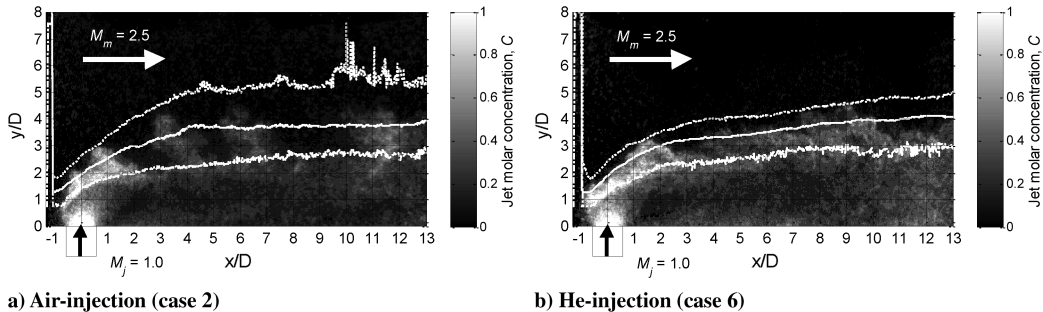 8
7
6
5
4
3
2
1
0
y/D
M_m = 2.5
-1 1 2 3 4 5 6 7 8 9 10 11 12 13
x/D
M_j = 1.0
1
0.8
0.6
0.4
0.2
0
Jet molar concentration, C
a) Air-injection (case 2)
8
7
6
5
4
3
2
1
0
y/D
M_m = 2.5
-1 1 2 3 4 5 6 7 8 9 10 11 12 13
x/D
M_j = 1.0
1
0.8
0.6
0.4
0.2
0
Jet molar concentration, C
b) He-injection (case 6)